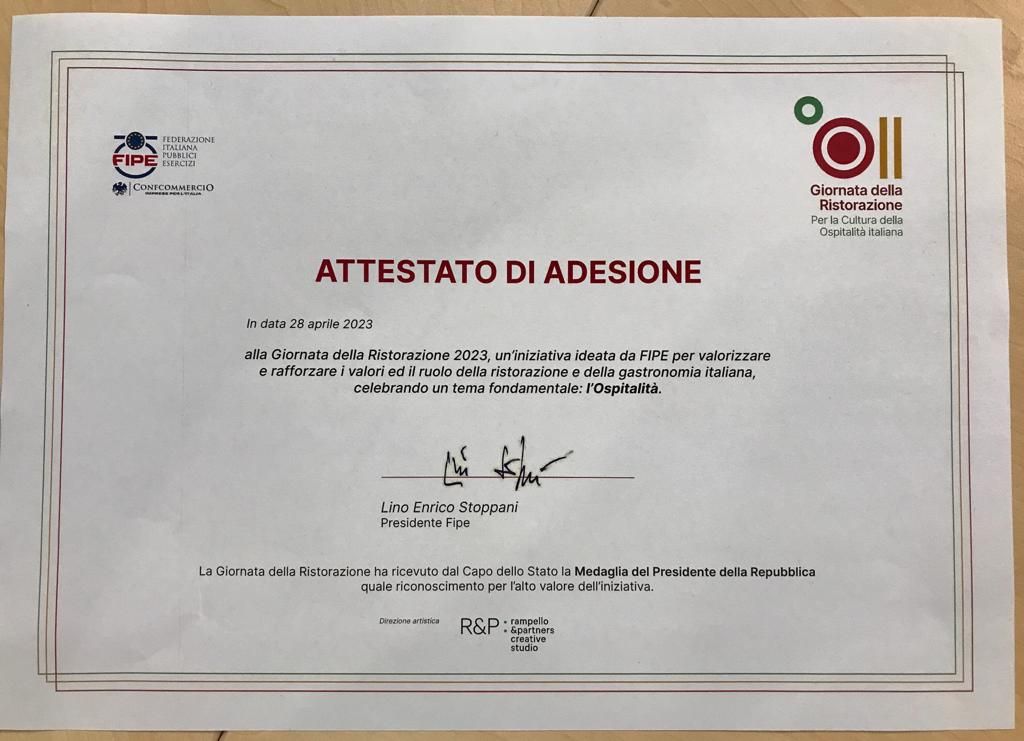 FIPE
FEDERAZIONE
ITALIANA
PUBBLICI
ESERCIZI
CONFCOMMERCIO
IMPRESE PER L'ITALIA
Giornata della
Ristorazione
Per la Cultura della
Ospitalità italiana
ATTESTATO DI ADESIONE
In data 28 aprile 2023
alla Giornata della Ristorazione 2023, un'iniziativa ideata da FIPE per valorizzare
e rafforzare i valori ed il ruolo della ristorazione e della gastronomia italiana,
celebrando un tema fondamentale: l'Ospitalità.
Lino Enrico Stoppani
Presidente Fipe
La Giornata della Ristorazione ha ricevuto dal Capo dello Stato la Medaglia del Presidente della Repubblica
quale riconoscimento per l'alto valore dell'iniziativa.
Direzione artistica
R&P
rampello
&partners
creative
studio